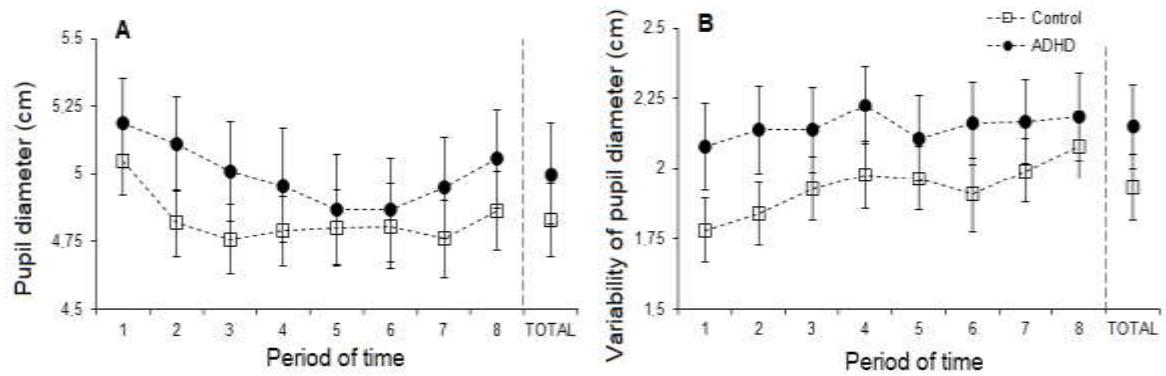 A
Pupil diameter (cm)
5.5
5,25
5
4.75
4.5
1 2 3 4 5 6 7 8 TOTAL
Period of time
B
Control
ADHD
Variability of pupil diameter (cm)
2.5
2,25
2
1.75
1.5
1 2 3 4 5 6 7 8 TOTAL
Period of time